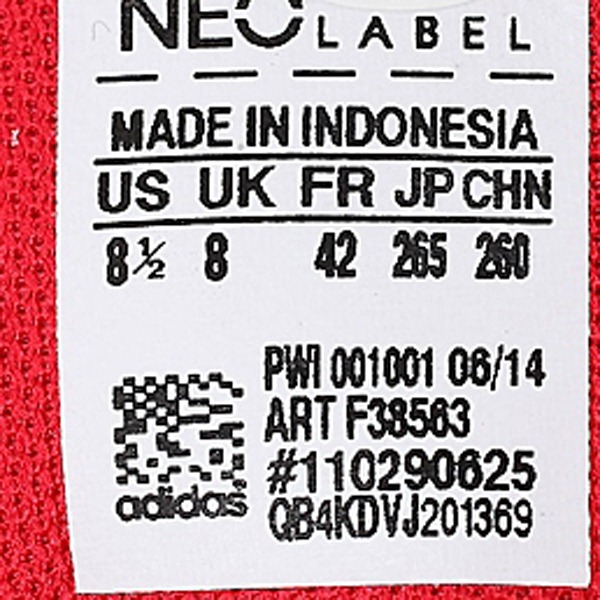 NEO LABEL
MADE IN INDONESIA
US UK FR JP CHN
8½ 8 42 265 260
PWI 001001 06/14
ART F38563
#110290625
QB4KDVJ201369
adidas